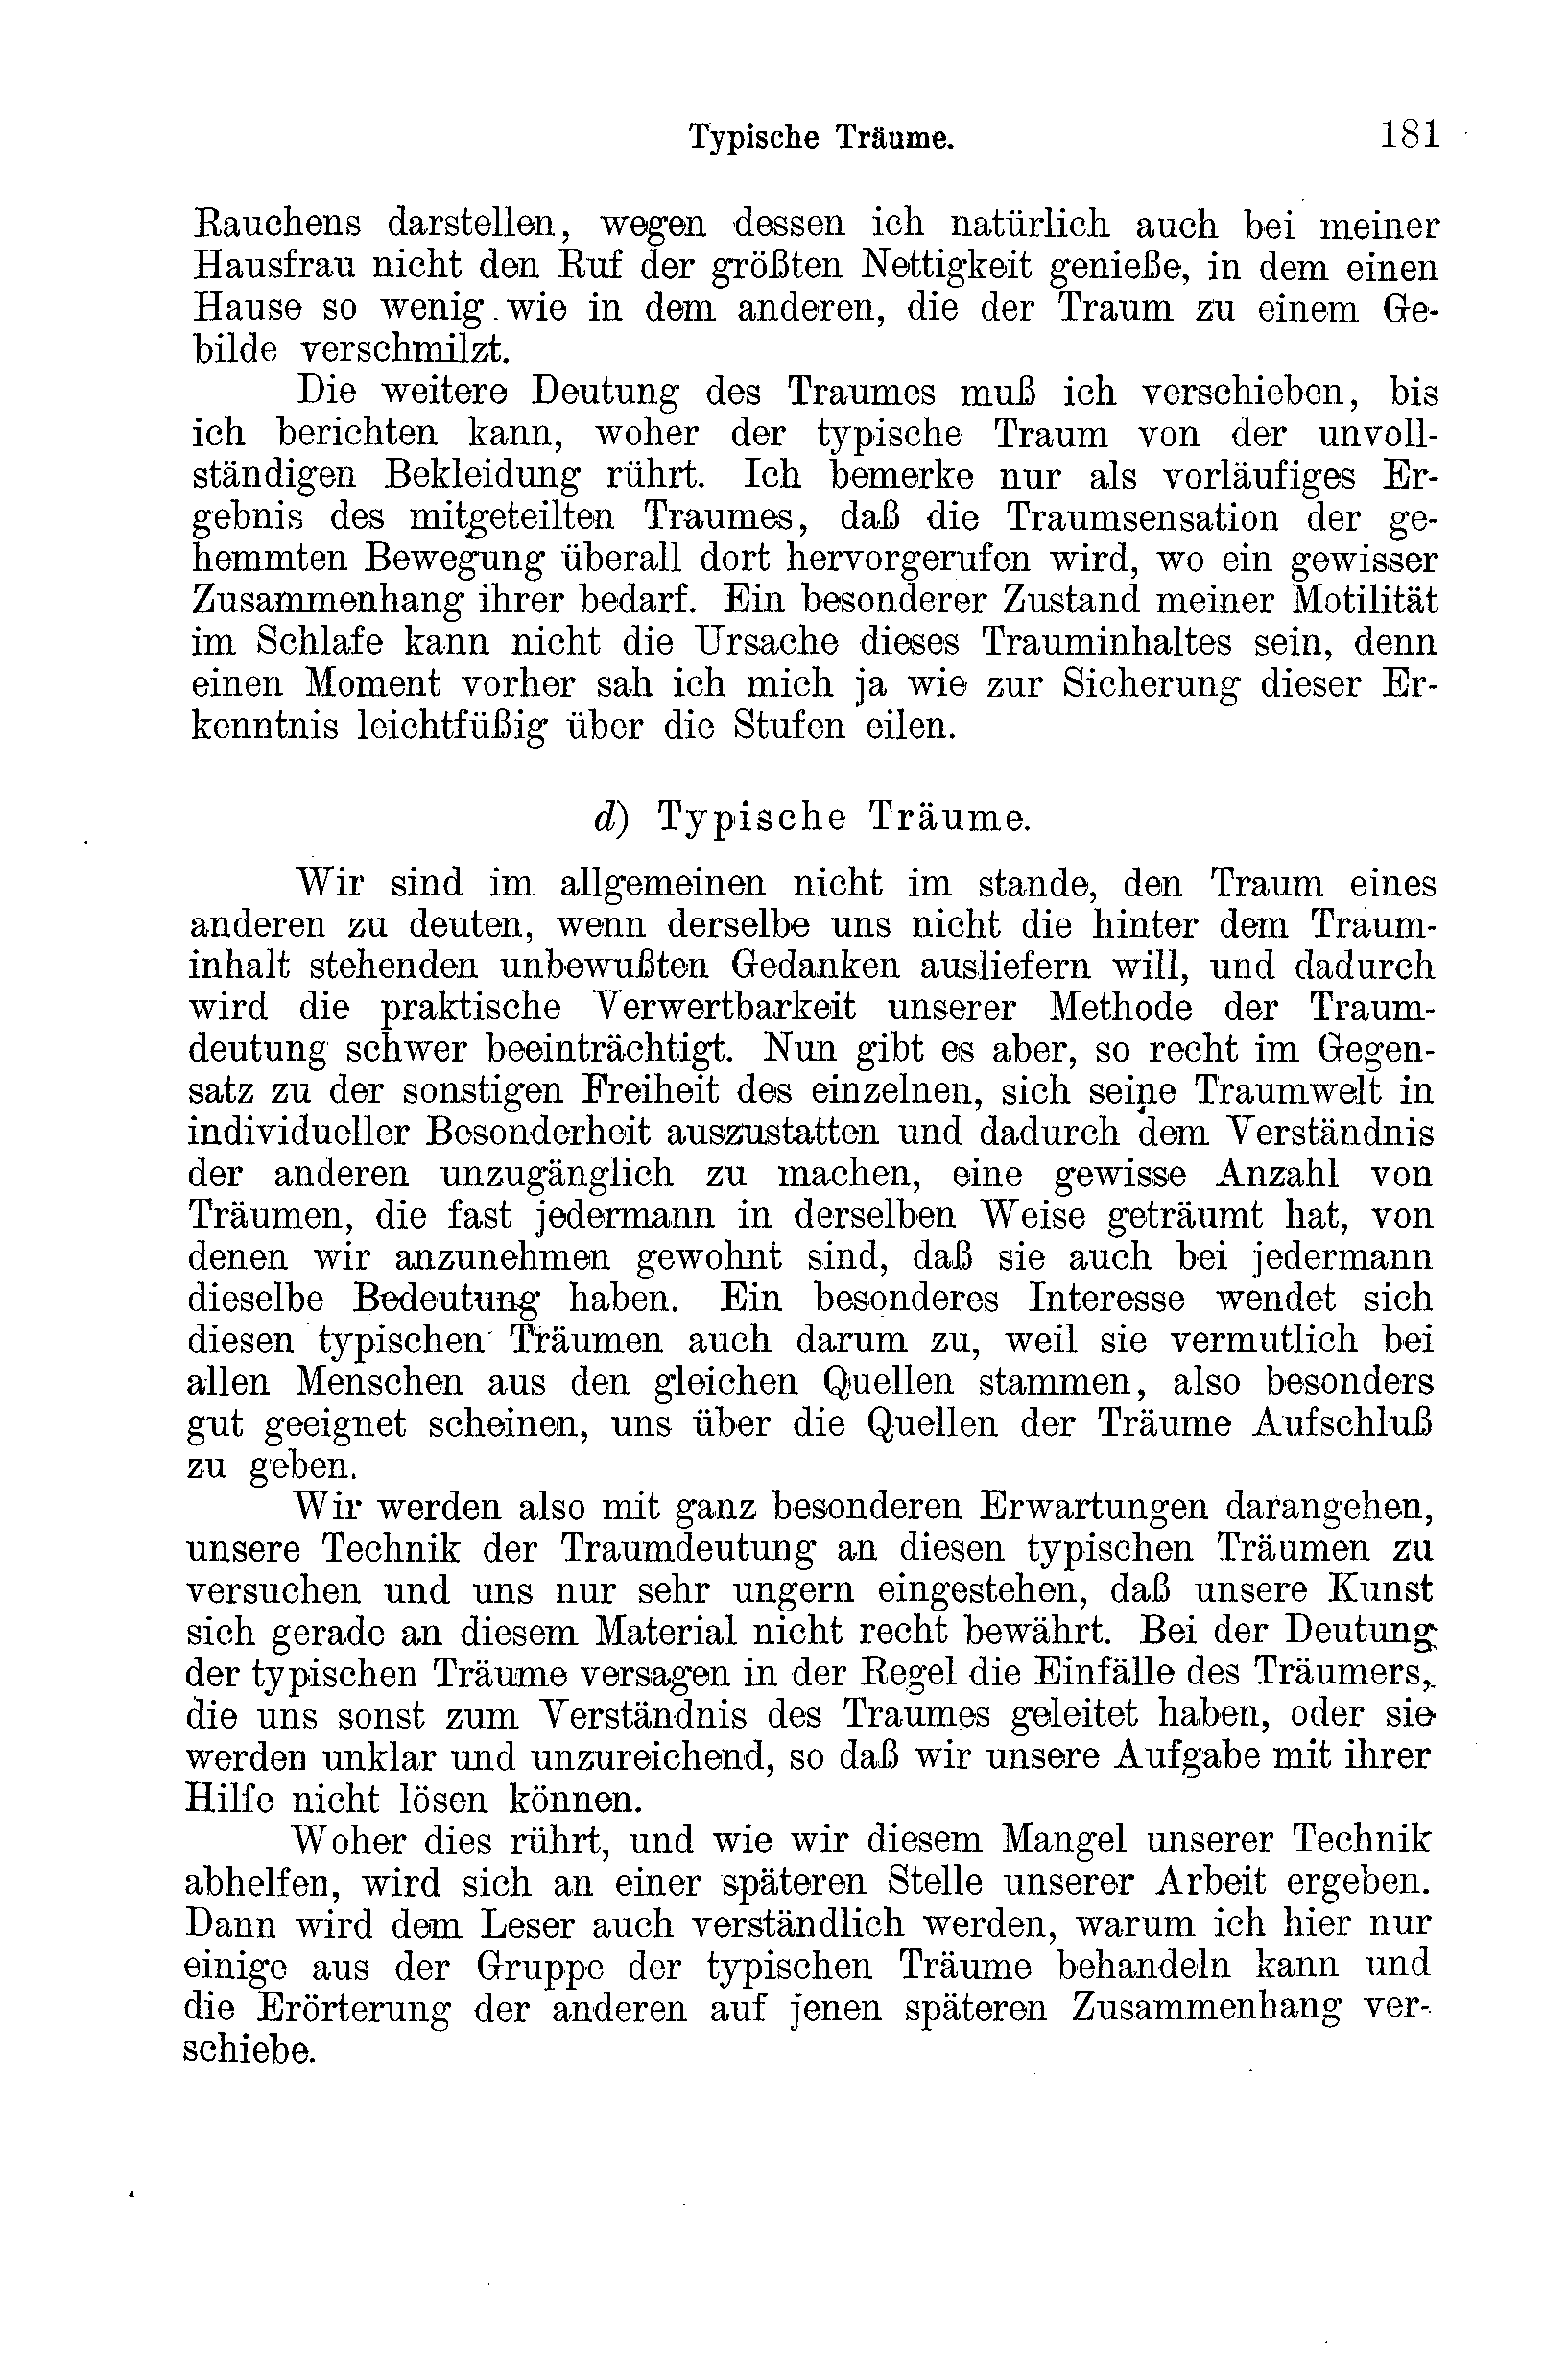 Typische Träume. 181
Rauchens darstellen, wegen dessen ich natürlich auch bei meiner
Hausfrau nicht den Ruf der größten Nettigkeit genieße, in dem einen
Hause so wenig wie in dem anderen, die der Traum zu einem Ge-
bilde verschmilzt.
Die weitere Deutung des Traumes muß ich verschieben, bis
ich berichten kann, woher der typische Traum von der unvoll-
ständigen Bekleidung rührt. Ich bemerke nur als vorläufiges Er-
gebnis des mitgeteilten Traumes, daß die Traumsensation der ge-
hemmten Bewegung überall dort hervorgerufen wird, wo ein gewisser
Zusammenhang ihrer bedarf. Ein besonderer Zustand meiner Motilität
im Schlafe kann nicht die Ursache dieses Trauminhaltes sein, denn
einen Moment vorher sah ich mich ja wie zur Sicherung dieser Er-
kenntnis leichtfüßig über die Stufen eilen.
d) Typische Träume.
Wir sind im allgemeinen nicht im stande, den Traum eines
anderen zu deuten, wenn derselbe uns nicht die hinter dem Traum-
inhalt stehenden unbewußten Gedanken ausliefern will, und dadurch
wird die praktische Verwertbarkeit unserer Methode der Traum-
deutung schwer beeinträchtigt. Nun gibt es aber, so recht im Gegen-
satz zu der sonstigen Freiheit des einzelnen, sich seine Traumwelt in
individueller Besonderheit auszustatten und dadurch dem Verständnis
der anderen unzugänglich zu machen, eine gewisse Anzahl von
Träumen, die fast jedermann in derselben Weise geträumt hat, von
denen wir anzunehmen gewohnt sind, daß sie auch bei jedermann
dieselbe Bedeutung haben. Ein besonderes Interesse wendet sich
diesen typischen Träumen auch darum zu, weil sie vermutlich bei
allen Menschen aus den gleichen Quellen stammen, also besonders
gut geeignet scheinen, uns über die Quellen der Träume Aufschluß
zu geben.
Wir werden also mit ganz besonderen Erwartungen darangehen,
unsere Technik der Traumdeutung an diesen typischen Träumen zu
versuchen und uns nur sehr ungern eingestehen, daß unsere Kunst
sich gerade an diesem Material nicht recht bewährt. Bei der Deutung
der typischen Träume versagen in der Regel die Einfälle des Träumers,
die uns sonst zum Verständnis des Traumes geleitet haben, oder sie
werden unklar und unzureichend, so daß wir unsere Aufgabe mit ihrer
Hilfe nicht lösen können.
Woher dies rührt, und wie wir diesem Mangel unserer Technik
abhelfen, wird sich an einer späteren Stelle unserer Arbeit ergeben.
Dann wird dem Leser auch verständlich werden, warum ich hier nur
einige aus der Gruppe der typischen Träume behandeln kann und
die Erörterung der anderen auf jenen späteren Zusammenhang ver-
schiebe.